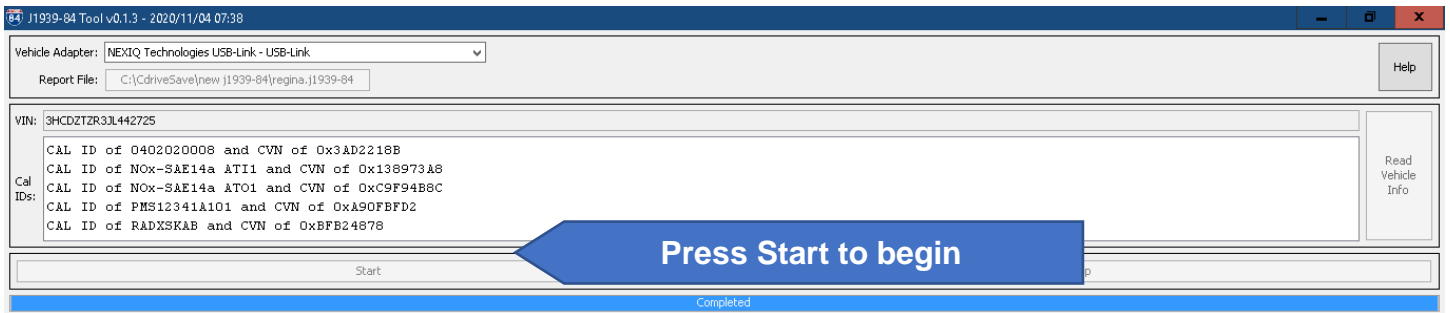 84 J1939-84 Tool v0.1.3 - 2020/11/04 07:38
Vehicle Adapter: NEXIQ Technologies USB-Link - USB-Link
Help
Report File: C:\CdriveSave\new j1939-84\regina.j1939-84
VIN: 3HCDZTZR3JL442725
Cal IDs:
CAL ID of 0402020008 and CVN of 0x3AD2218B
CAL ID of NOx-SAE14a ATI1 and CVN of 0x138973A8
CAL ID of NOx-SAE14a ATO1 and CVN of 0xC9F94B8C
CAL ID of PMS12341A101 and CVN of 0xA90FBFD2
CAL ID of RADXSKAB and CVN of 0xBFB24878
Read
Vehicle
Info
Press Start to begin
Start
Completed